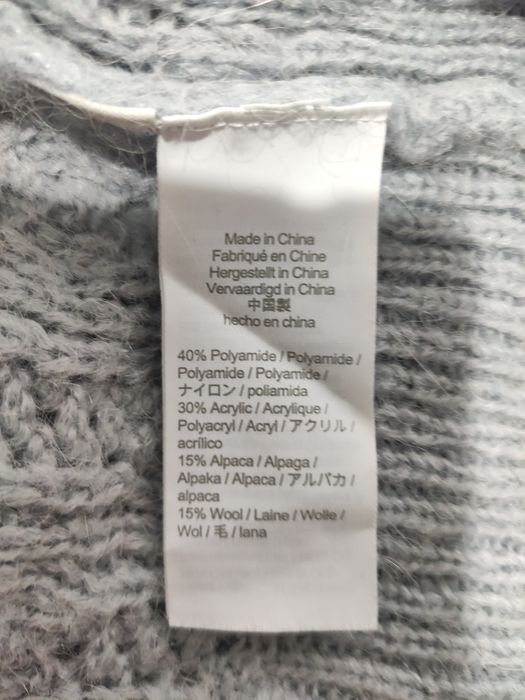 Made in China
Fabriqué en Chine
Hergestellt in China
Vervaardigd in China
中国製
hecho en china
40% Polyamide / Polyamide /
Polyamide / Polyamide /
ナイロン / poliamida
30% Acrylic / Acrylique /
Polyacryl / Acryl / アクリル /
acrílico
15% Alpaca / Alpaga /
Alpaka / Alpaca / アルパカ /
alpaca
15% Wool / Laine / Wolle /
Wol / 毛 / lana